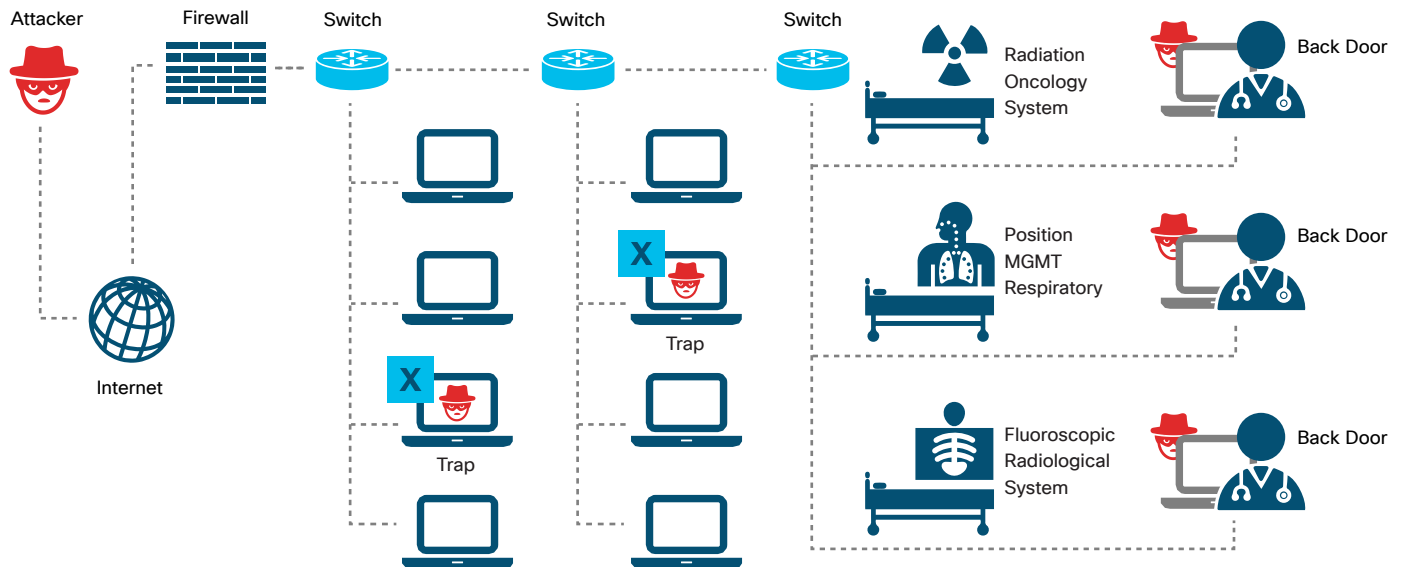 Attacker
Firewall
Switch
Switch
Switch
Radiation
Oncology
System
Back Door
X
Trap
Position
MGMT
Respiratory
Back Door
Internet
X
Trap
Fluoroscopic
Radiological
System
Back Door